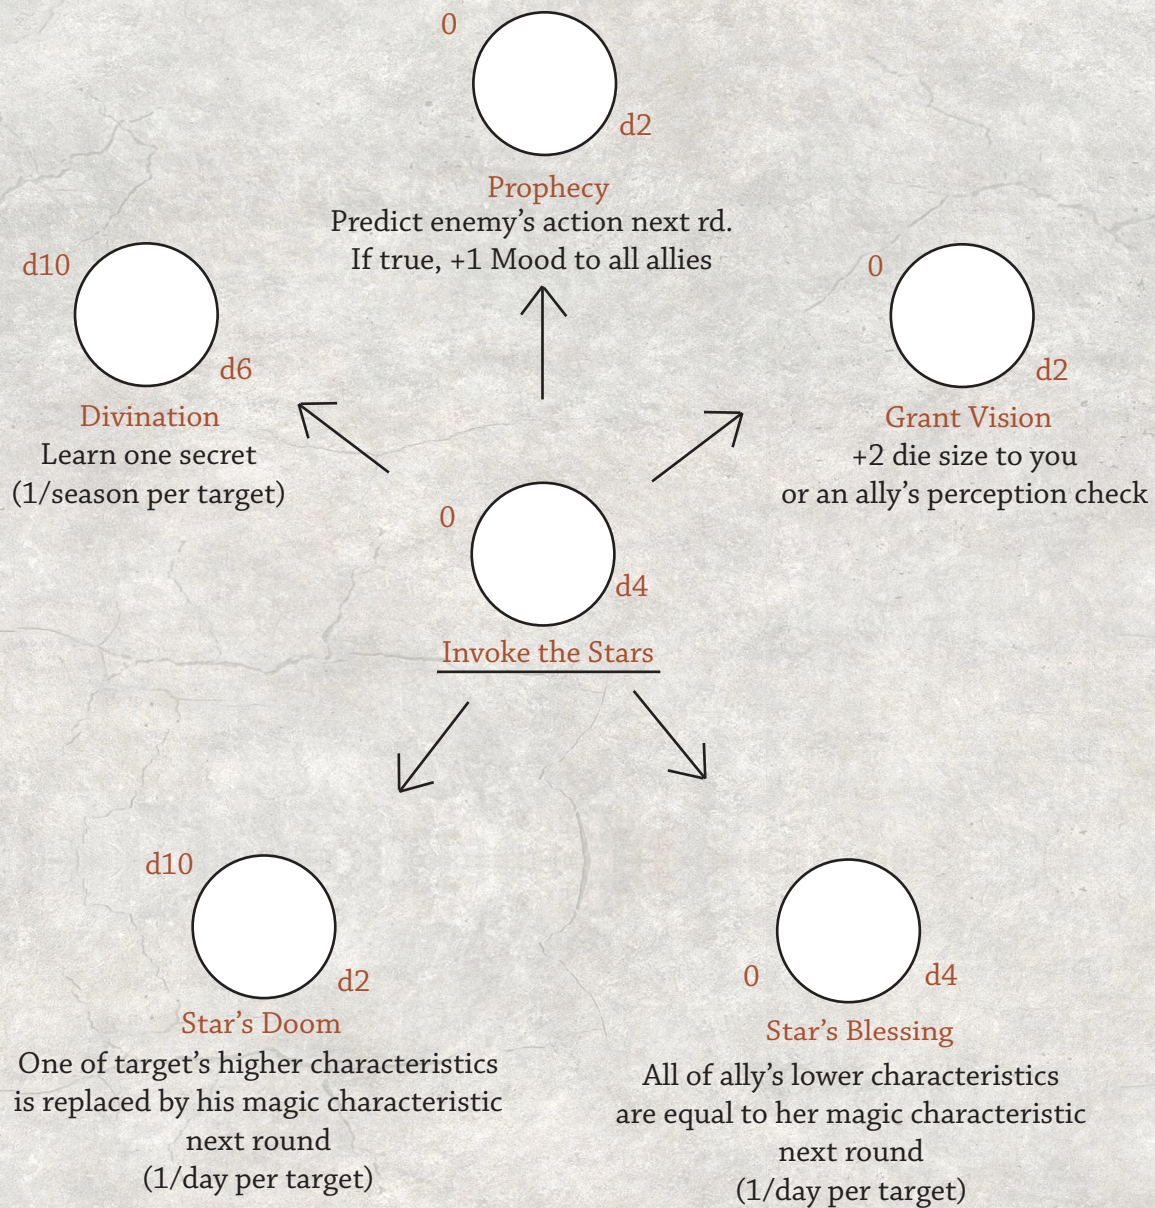 0
d2
Prophecy
Predict enemy’s action next rd.
If true, +1 Mood to all allies
d10
d6
Divination
Learn one secret
(1/season per target)
0
d2
Grant Vision
+2 die size to you
or an ally’s perception check
0
d4
Invoke the Stars
d10
d2
Star’s Doom
One of target’s higher characteristics
is replaced by his magic characteristic
next round
(1/day per target)
0
d4
Star’s Blessing
All of ally’s lower characteristics
are equal to her magic characteristic
next round
(1/day per target)